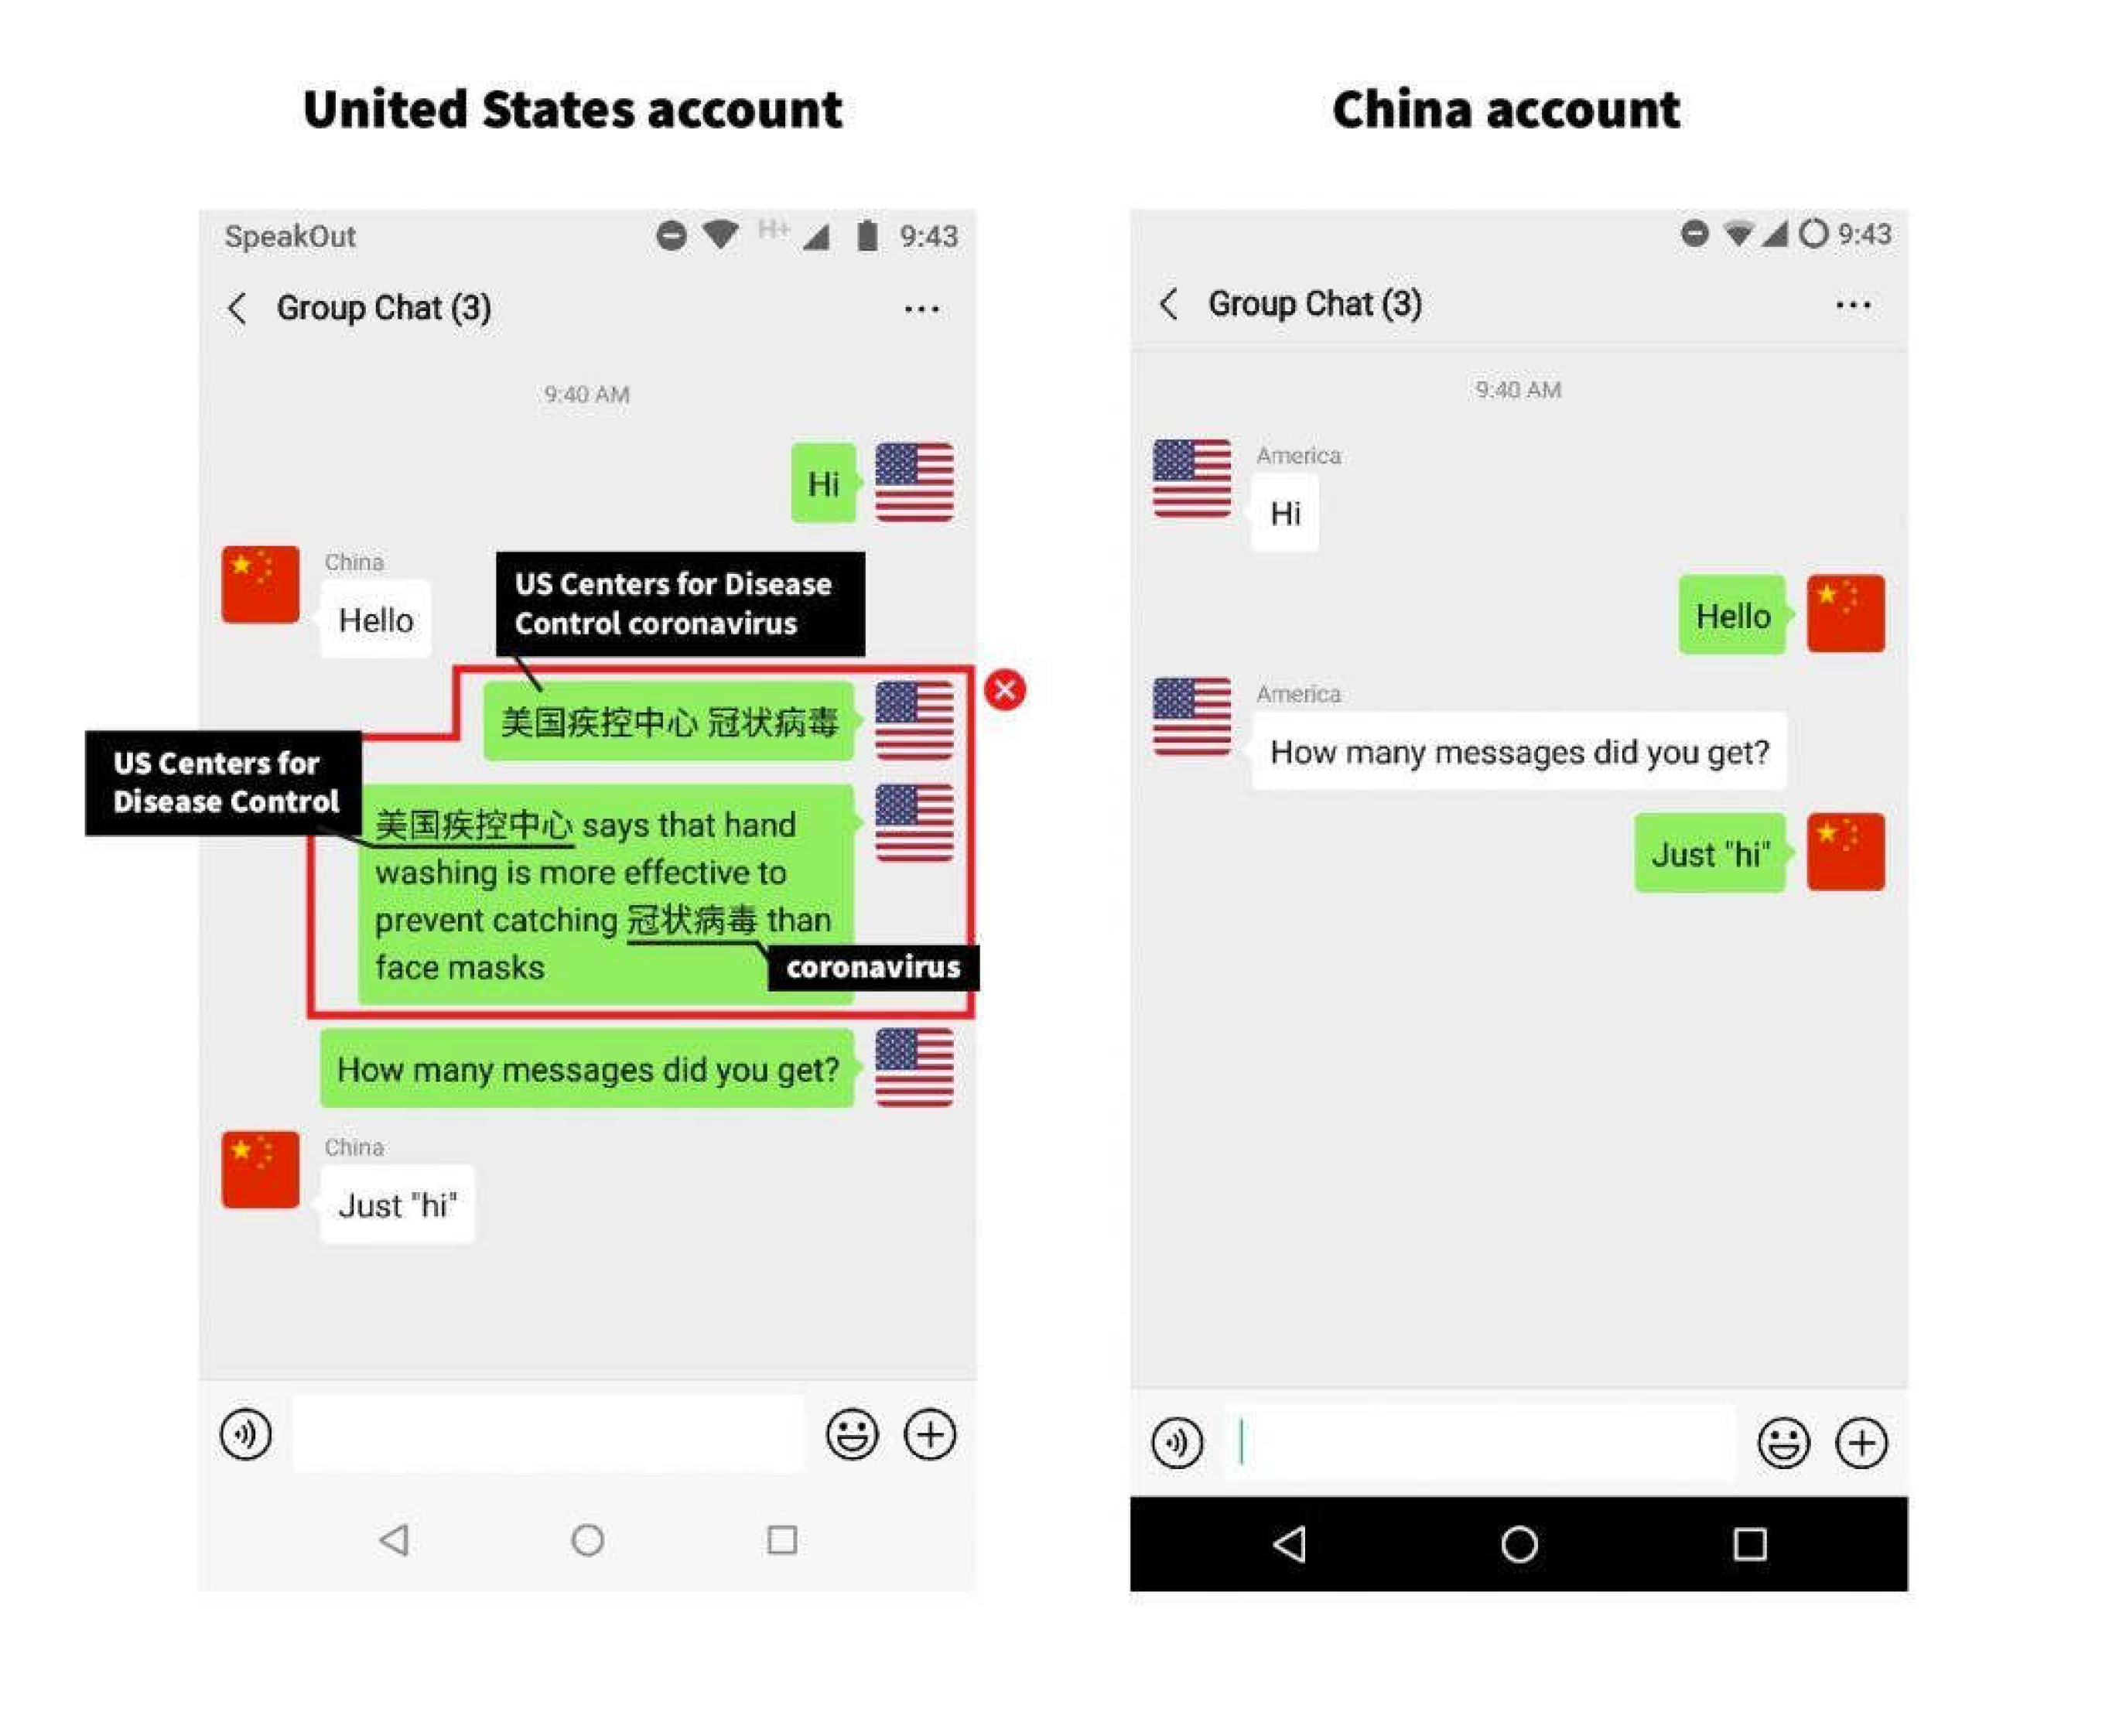 United States account
SpeakOut
H+
9:43
Group Chat (3)
...
9:40 AM
Hi
China
Hello
US Centers for Disease
Control coronavirus
美国疾控中心 冠状病毒
US Centers for
Disease Control
美国疾控中心 says that hand
washing is more effective to
prevent catching 冠状病毒 than
face masks
coronavirus
How many messages did you get?
China
Just "hi"
China account
9:43
Group Chat (3)
...
9:40 AM
America
Hi
Hello
America
How many messages did you get?
Just "hi"